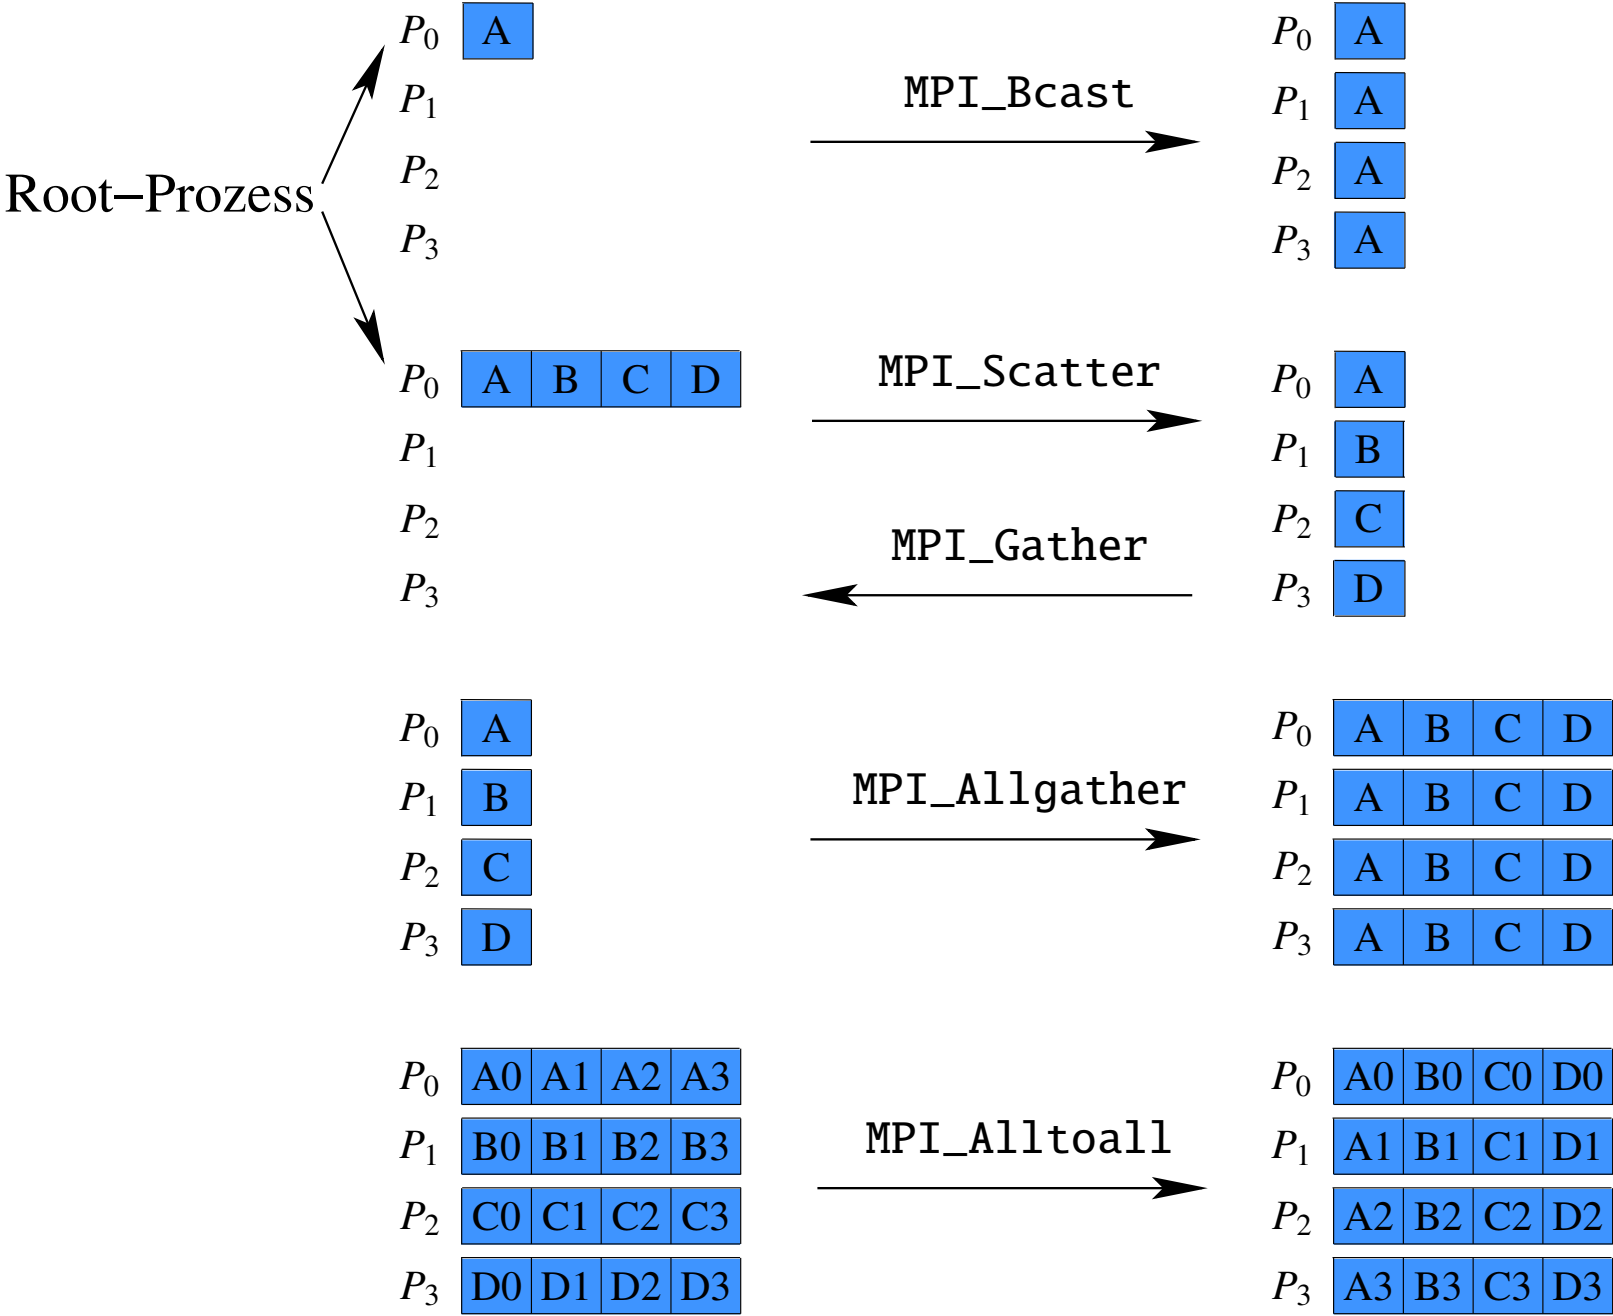 P0 A P0 A
MPI_Bcast
P1 P1 A
P2 P2 A
Root–Prozess
P3 P3 A
MPI_Scatter
P0 A B C D P0 A
P1 P1 B
P2 P2 C
MPI_Gather
P3 P3 D
P0 A P0 A B C D
MPI_Allgather
P1 B P1 A B C D
P2 C P2 A B C D
P3 D P3 A B C D
P0 A0 A1 A2 A3 P0 A0 B0 C0 D0
MPI_Alltoall
P1 B0 B1 B2 B3 P1 A1 B1 C1 D1
P2 C0 C1 C2 C3 P2 A2 B2 C2 D2
P3 D0 D1 D2 D3 P3 A3 B3 C3 D3